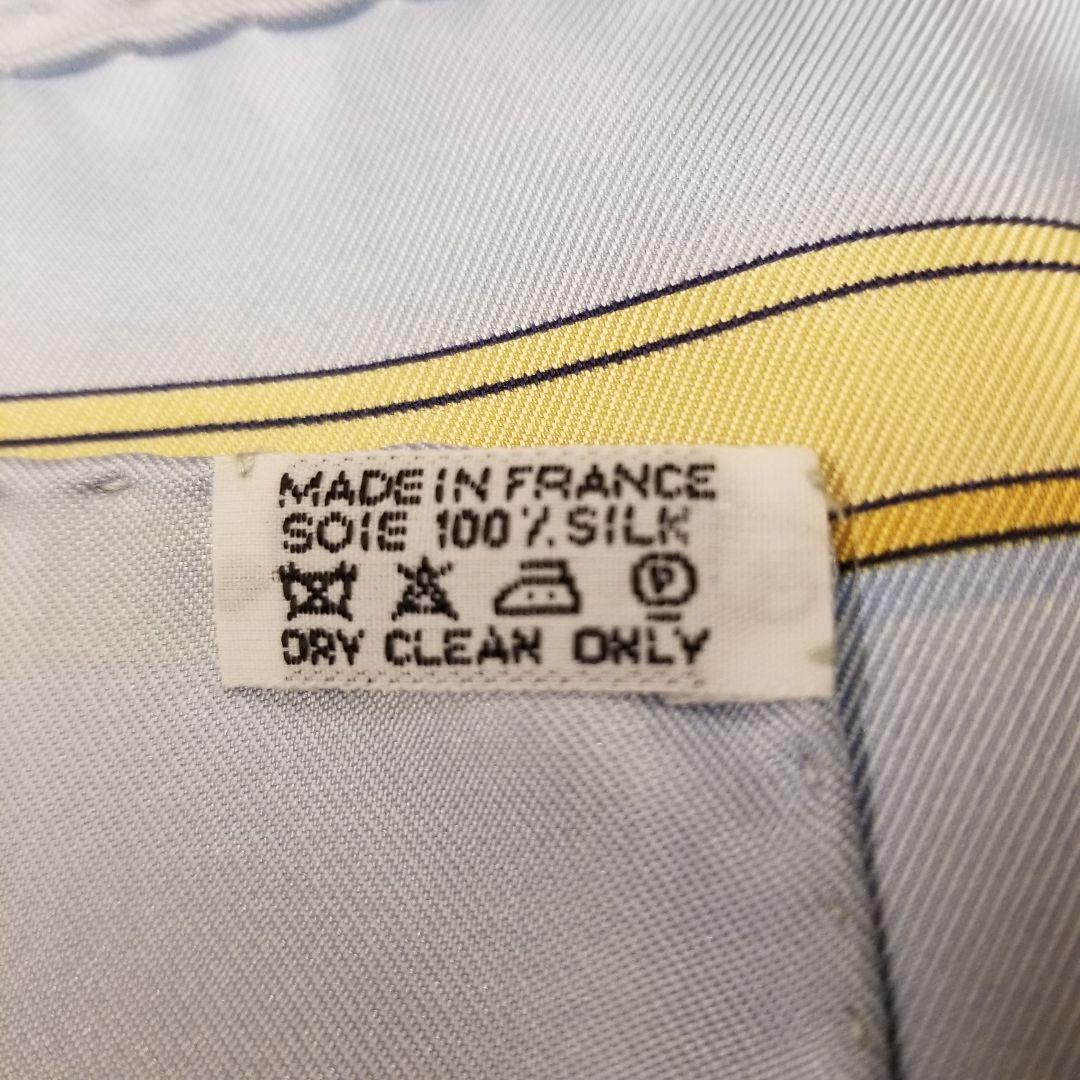 MADE IN FRANCE
SOIE 100% SILK
P
DRY CLEAN ONLY